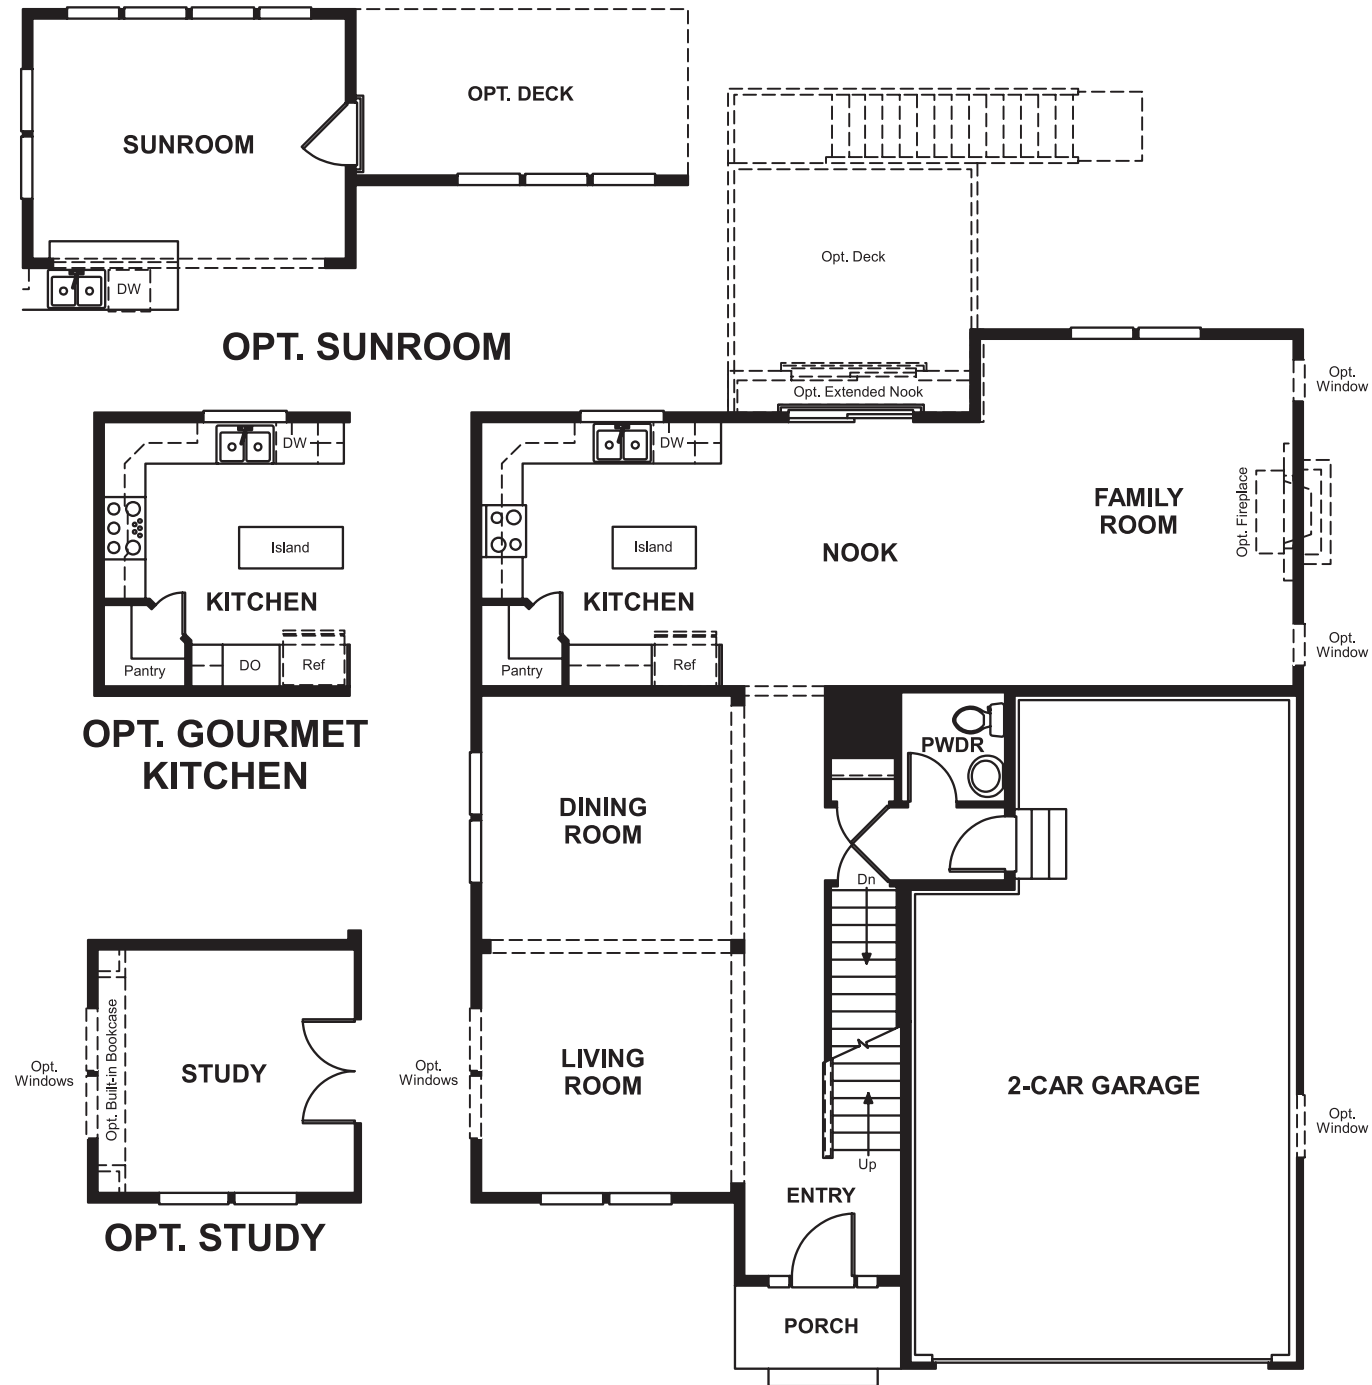 OPT. DECK
SUNROOM
DW
OPT. SUNROOM
Opt. Deck
Opt. Extended Nook
Opt.
Window
DW
Island
KITCHEN
Pantry
DO
Ref
OPT. GOURMET
KITCHEN
DW
Island
KITCHEN
Pantry
Ref
NOOK
FAMILY
ROOM
Opt. Fireplace
Opt.
Window
PWDR
DINING
ROOM
Dn
Opt.
Windows
Opt. Built-in Bookcase
STUDY
OPT. STUDY
Opt.
Windows
LIVING
ROOM
Up
ENTRY
PORCH
2-CAR GARAGE
Opt.
Window